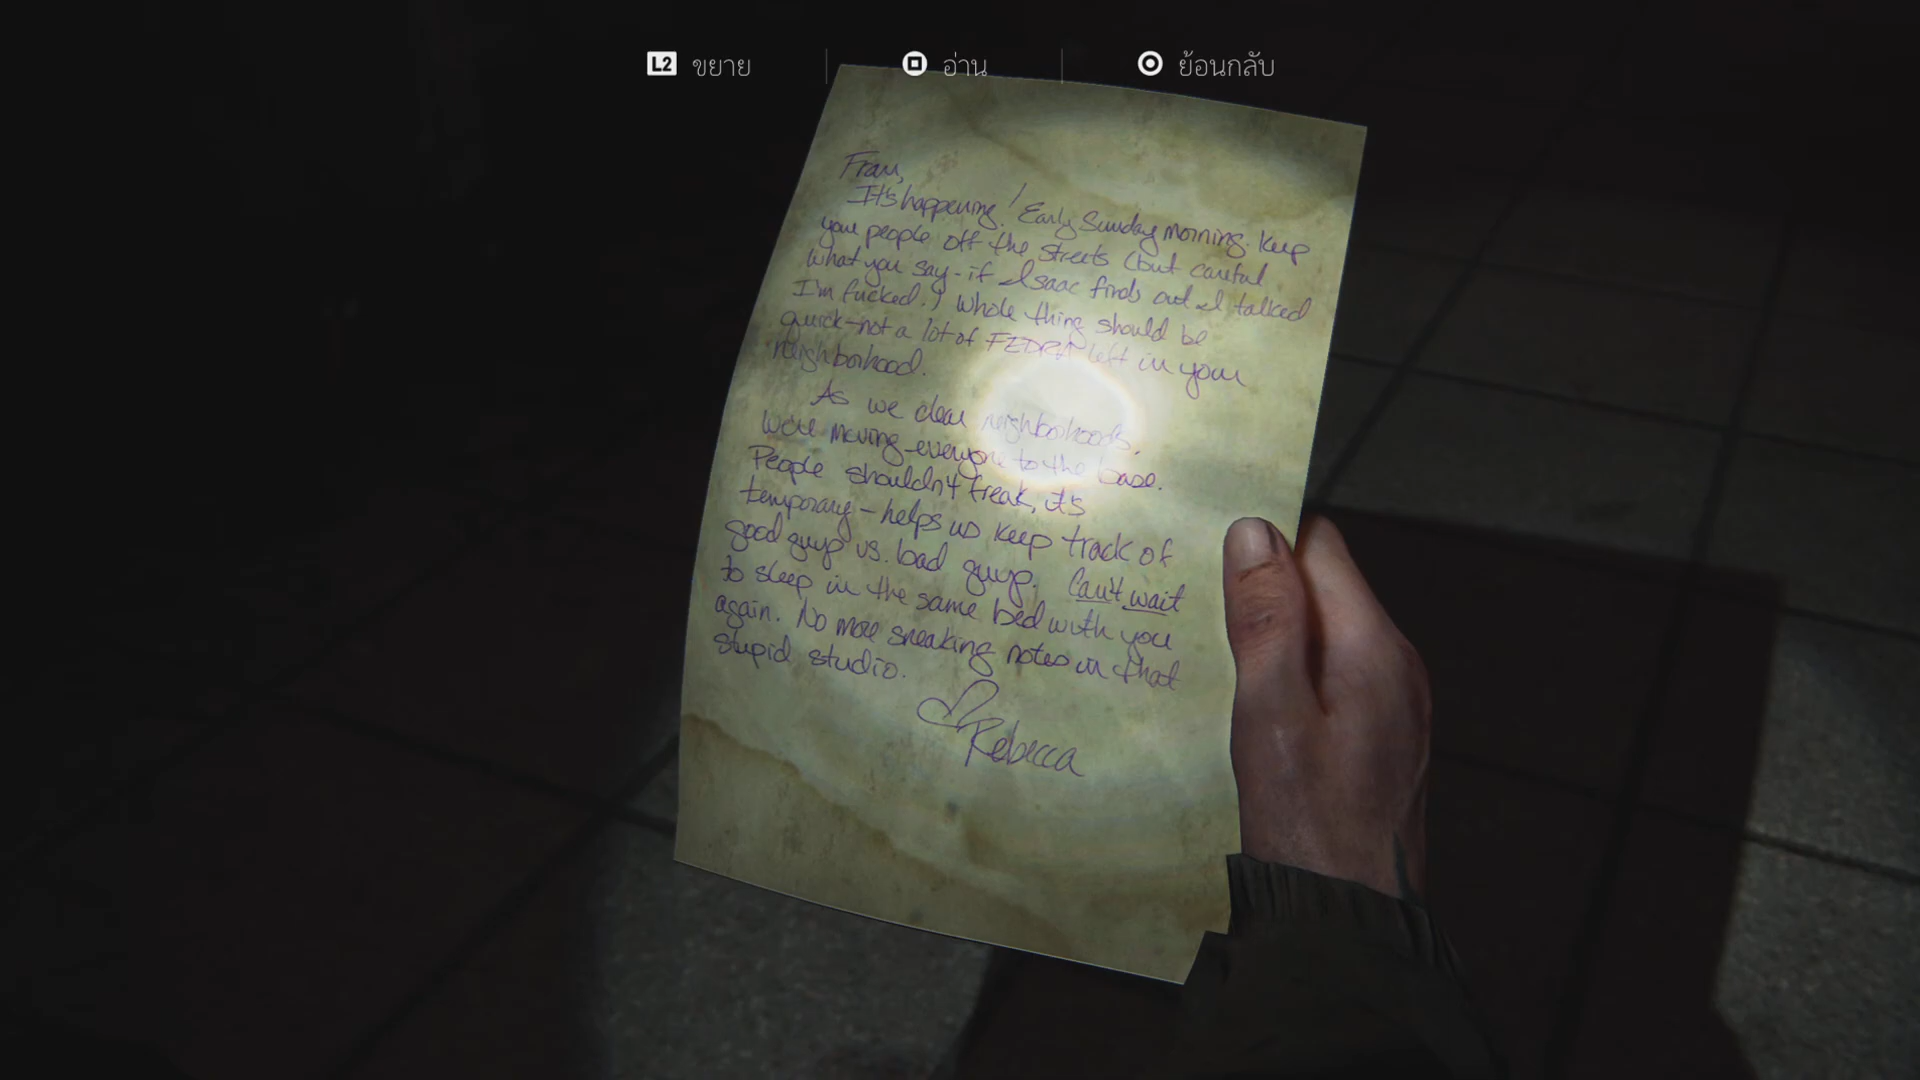 L2 ขยาย อ่าน ย้อนกลับ
Fran,
It's happening! Early Sunday morning. Keep
your people off the streets (but careful
what you say - if Isaac finds out I talked
I'm fucked.) Whole thing should be
quick - not a lot of FEDRA left in your
neighborhood.
As we clear neighborhoods,
we're moving everyone to the base.
People shouldn't freak, it's
temporary - helps us keep track of
good guys vs. bad guys. Can't wait
to sleep in the same bed with you
again. No more sneaking notes in that
stupid studio.
Rebecca